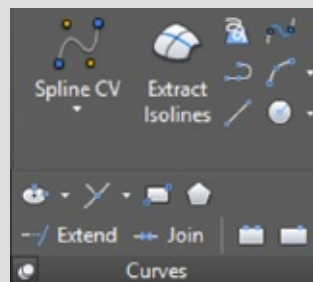 Spline CV
Extract
Isolines
Extend
Join
Curves